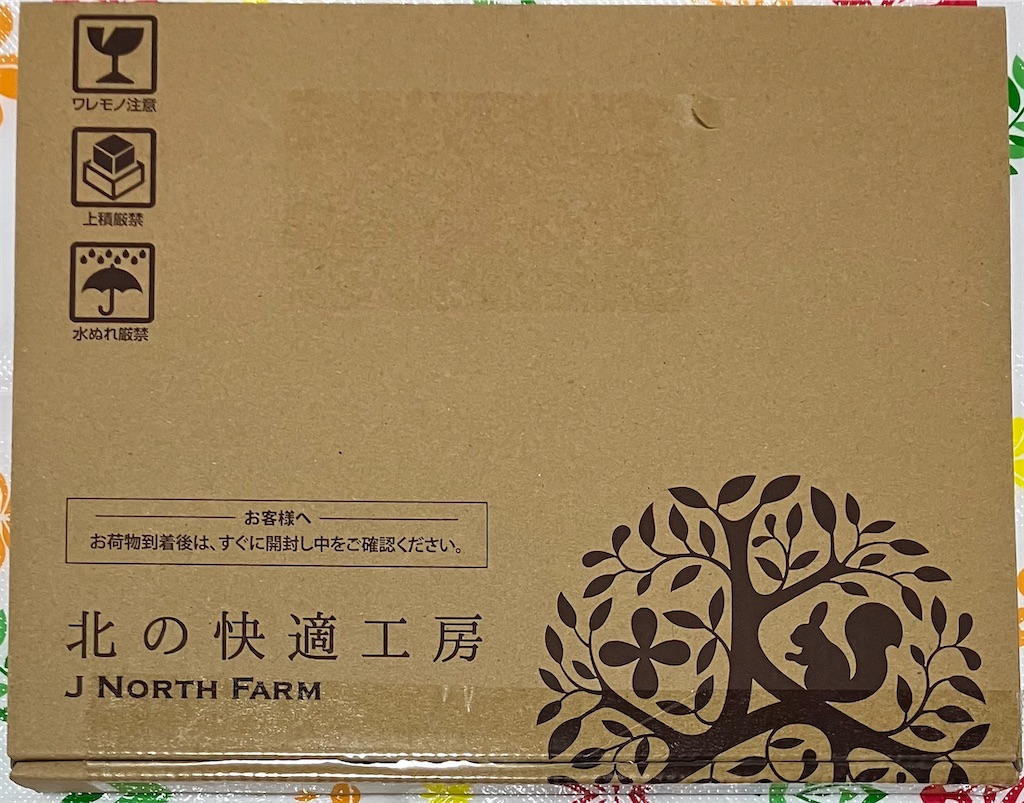 ワレモノ注意
上積厳禁
水ぬれ厳禁
お客様へ
お荷物到着後は、すぐに開封し中をご確認ください。
北の快適工房
J NORTH FARM